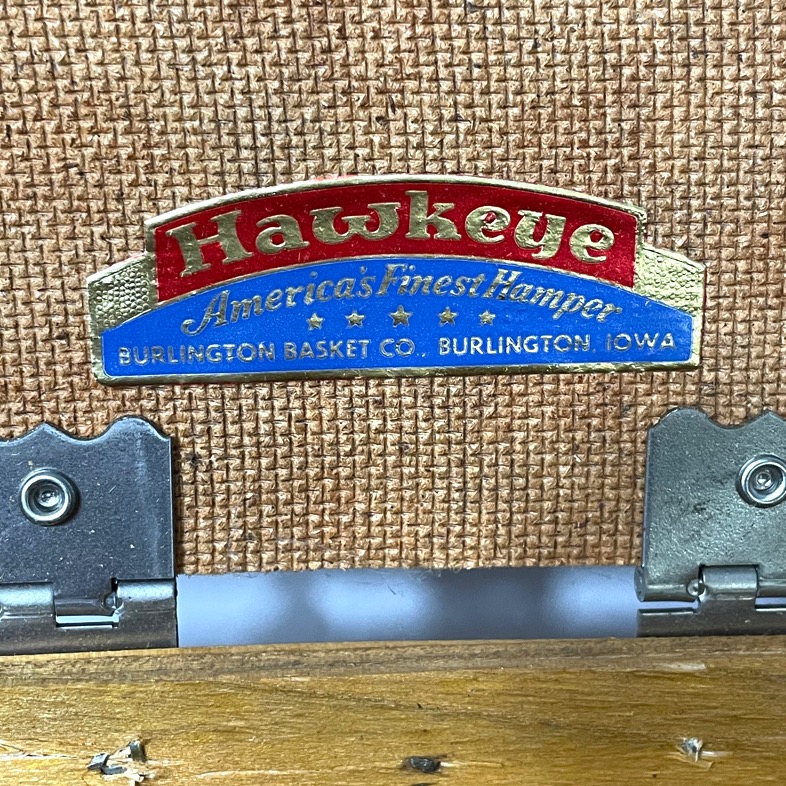 Hawkeye
America's Finest Hamper
BURLINGTON BASKET CO., BURLINGTON, IOWA